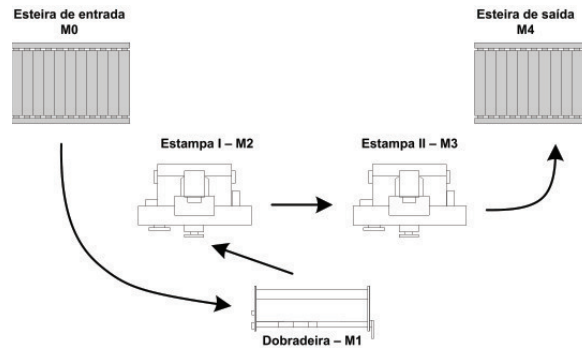 Esteira de entrada
M0
Esteira de saída
M4
Estampa I – M2
Estampa II – M3
Dobradeira – M1